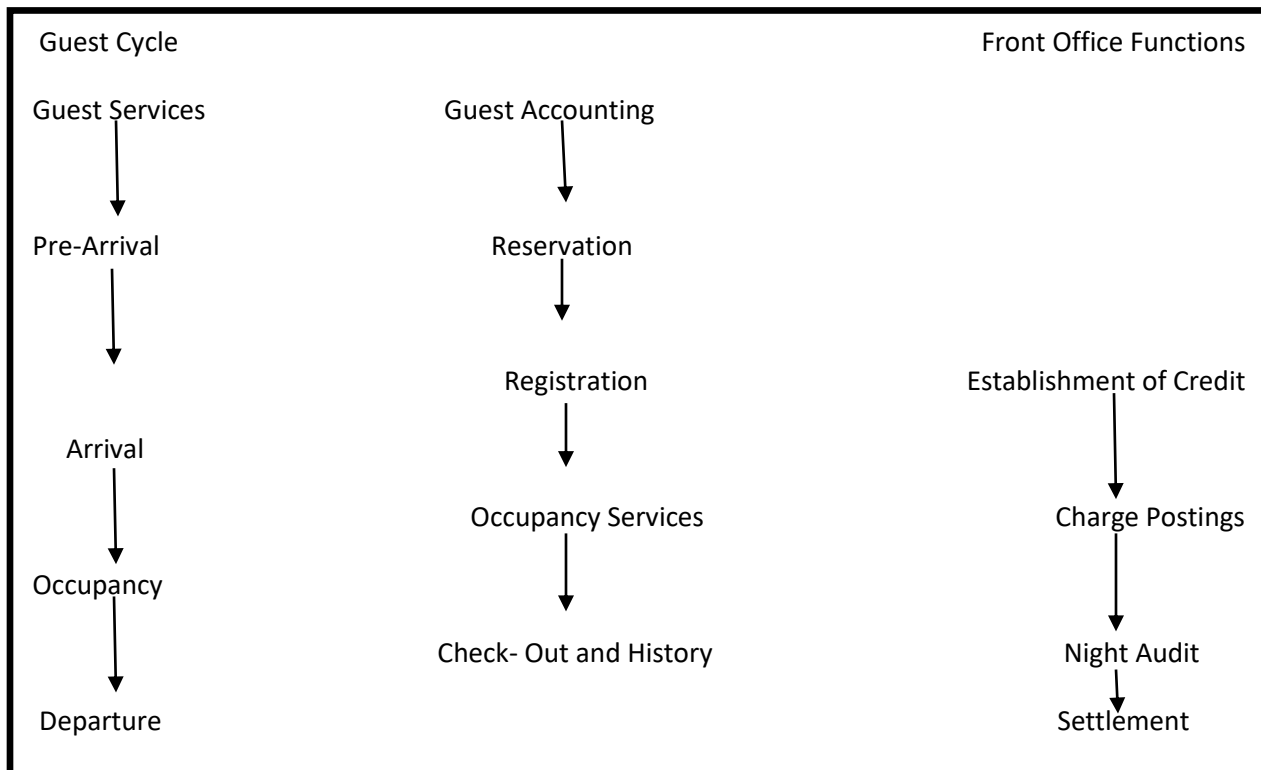 Guest Cycle Front Office Functions
Guest Services Guest Accounting
Pre-Arrival Reservation
Registration Establishment of Credit
Arrival
Occupancy Services Charge Postings
Occupancy
Check- Out and History Night Audit
Departure Settlement